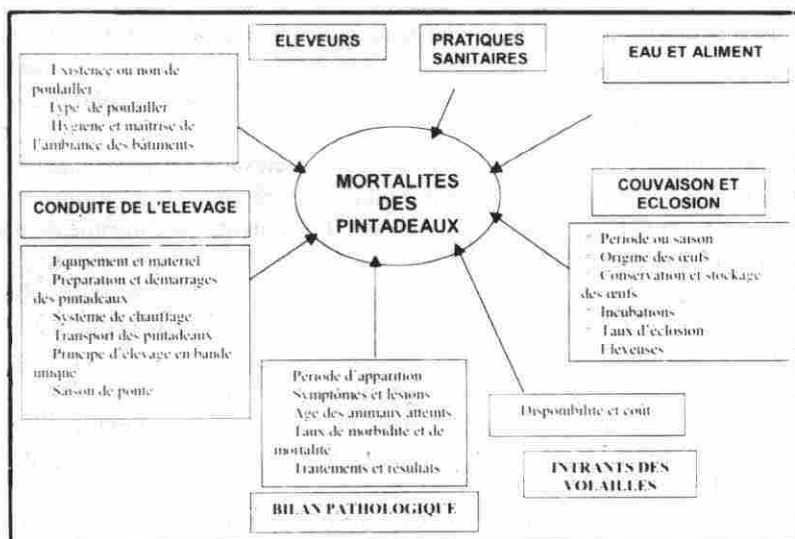 ELEVEURS
PRATIQUES
SANITAIRES
EAU ET ALIMENT
Existence ou non de
poulailler
Type de poulailler
Hygiene et maîtrise de
l'ambiance des bâtiments
MORTALITES
DES
PINTADEAUX
CONDUITE DE L'ELEVAGE
Equipement et matériel
Préparation et démarrages
des pintadeaux
Système de chauffage
Transport des pintadeaux
Principe d'élevage en bande
unique
Saison de ponte
COUVAISON ET
ECLOSION
Période ou saison
Origine des œufs
Conservation et stockage
des œufs
Incubations
Taux d'éclosion
Eleveuses
Période d'apparition
Symptômes et lésions
Age des animaux atteints
Taux de morbidité et de
mortalité
Traitements et résultats
BILAN PATHOLOGIQUE
Disponibilité et coût
INTRANTS DES
VOLAILLES